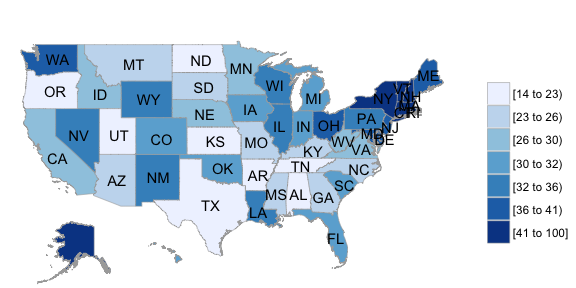 WA
MT
ND
MN
ME
OR
ID
WY
SD
WI
MI
VT
NH
NY
NV
UT
CO
NE
IA
IL
IN
OH
PA
NJ
CA
AZ
NM
KS
OK
MO
KY
WV
VA
MD
DE
TX
AR
TN
NC
SC
LA
MS
AL
GA
FL
RI
[14 to 23)
[23 to 26)
[26 to 30)
[30 to 32)
[32 to 36)
[36 to 41)
[41 to 100]